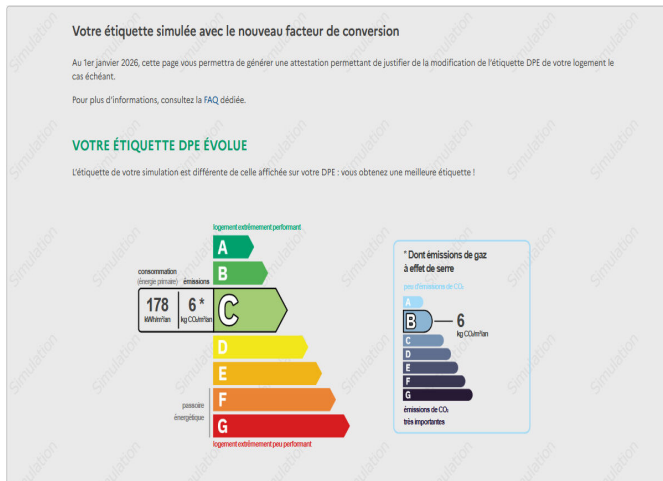 Votre étiquette simulée avec le nouveau facteur de conversion
Au 1er janvier 2026, cette page vous permettra de générer une attestation permettant de justifier de la modification de l'étiquette DPE de votre logement le
cas échéant.
Pour plus d'informations, consultez la FAQ dédiée.
VOTRE ÉTIQUETTE DPE ÉVOLUE
L'étiquette de votre simulation est différente de celle affichée sur votre DPE : vous obtenez une meilleure étiquette !
logement extrêmement performant
A
B
consommation
(énergie primaire) émissions
178 6 *
kWh/m²/an kg CO₂/m²/an
C
D
E
F
G
passoire
énergétique
logement extrêmement peu performant
* Dont émissions de gaz
à effet de serre
peu d'émissions de CO₂
A
B 6
kg CO₂/m²/an
C
D
E
F
G
émissions de CO₂
très importantes
Simulation